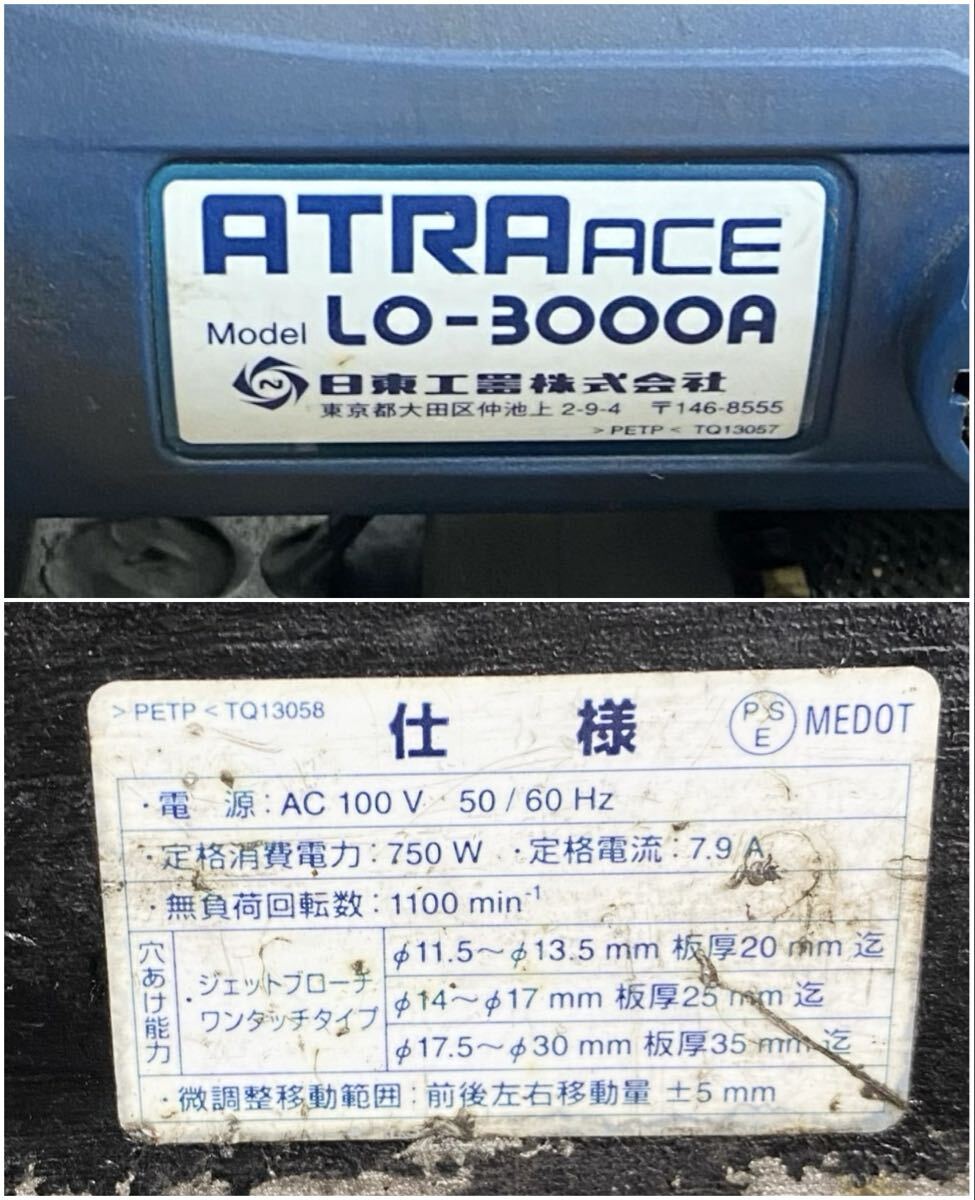 ATRA ACE
Model LO-3000A
日東工器株式会社
東京都大田区仲池上 2-9-4 〒146-8555
>PETP< TQ13057
>PETP< TQ13058
仕様
PSE MEDOT
・電 源:AC 100 V 50 / 60 Hz
・定格消費電力:750 W ・定格電流:7.9 A
・無負荷回転数:1100 min⁻¹
穴あけ能力
・ジェットブローチ
ワンタッチタイプ
φ11.5～φ13.5 mm 板厚20 mm 迄
φ14～φ17 mm 板厚25 mm 迄
φ17.5～φ30 mm 板厚35 mm 迄
・微調整移動範囲:前後左右移動量 ±5 mm